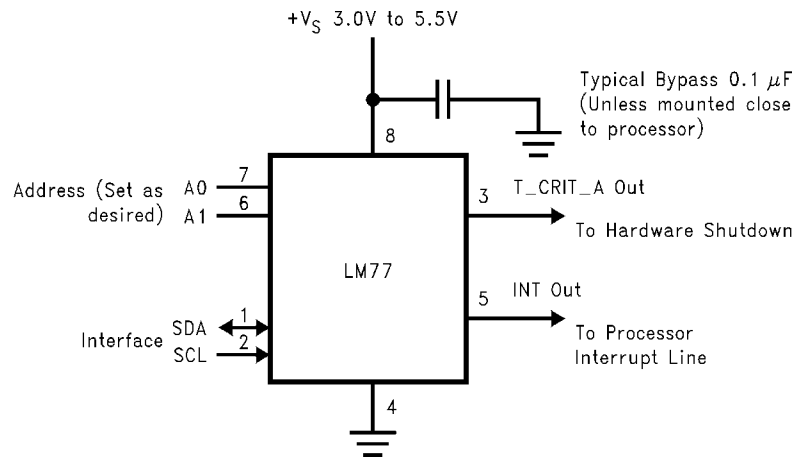 +VS 3.0V to 5.5V
Typical Bypass 0.1 μF
(Unless mounted close
to processor)
8
7
Address (Set as
desired)
A0
6
A1
3
T_CRIT_A Out
To Hardware Shutdown
LM77
5
INT Out
To Processor
Interrupt Line
Interface
SDA
1
SCL
2
4